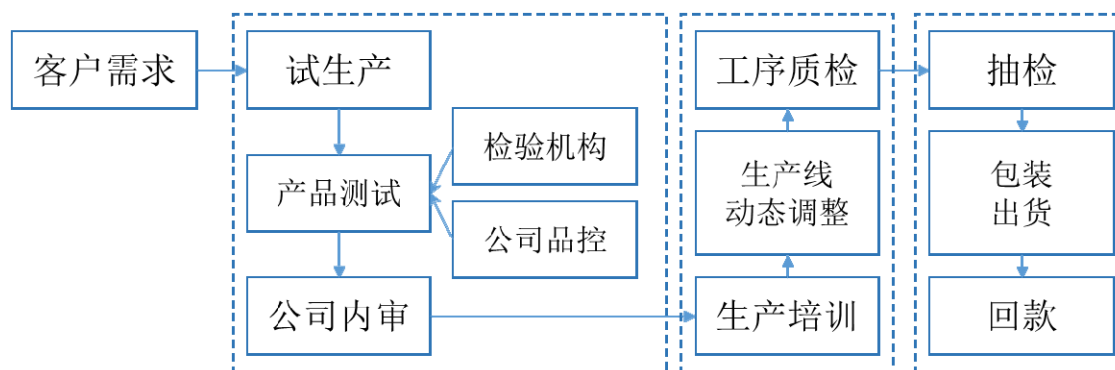 客户需求
试生产
产品测试
检验机构
公司品控
公司内审
工序质检
生产线
动态调整
生产培训
抽检
包装
出货
回款